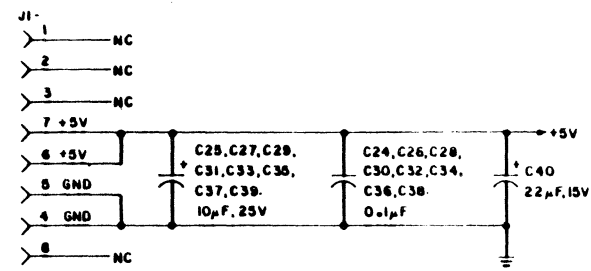 J1-
1 NC
2 NC
3 NC
7 +5V
+5V
6 +5V
5 GND
4 GND
8 NC
+
C25, C27, C29,
C31, C33, C35,
C37, C39.
10µF, 25V
C24, C26, C28,
C30, C32, C34,
C36, C38.
0.1µF
+ C40
22µF, 15V